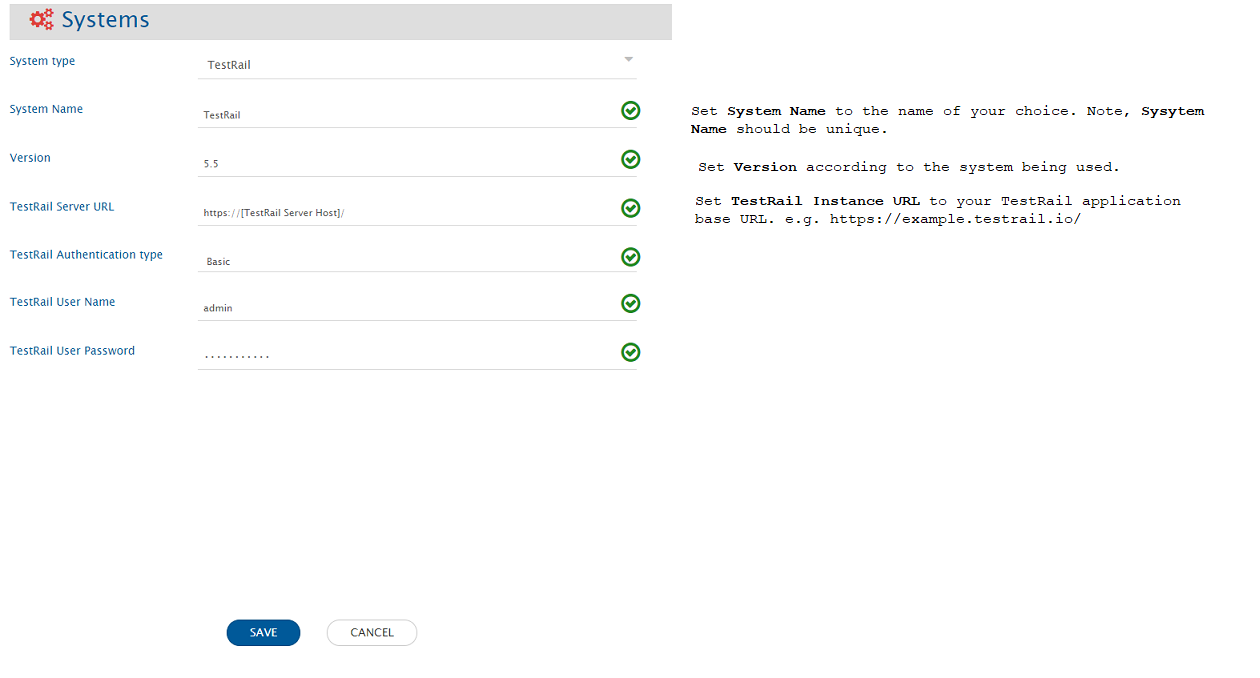 Systems
System type
TestRail
System Name
TestRail
Set System Name to the name of your choice. Note, Sysytem
Name should be unique.
Version
5.5
Set Version according to the system being used.
TestRail Server URL
https://[TestRail Server Host]/
Set TestRail Instance URL to your TestRail application
base URL. e.g. https://example.testrail.io/
TestRail Authentication type
Basic
TestRail User Name
admin
TestRail User Password
...........
SAVE
CANCEL